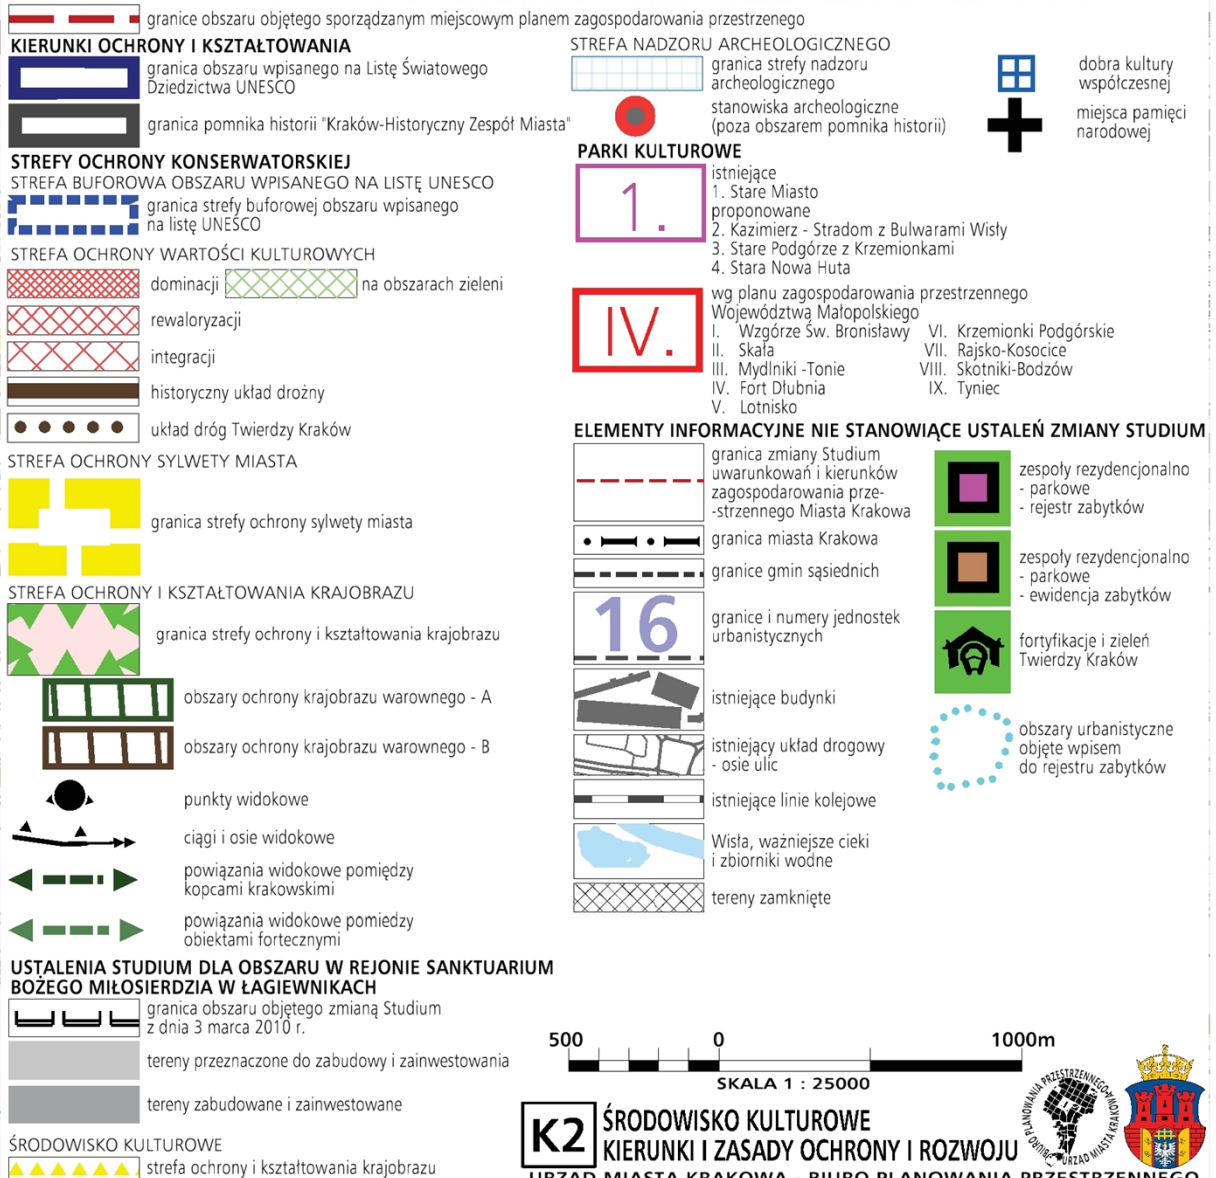 granice obszaru objętego sporządzanym miejscowym planem zagospodarowania przestrzenego
KIERUNKI OCHRONY I KSZTAŁTOWANIA
granica obszaru wpisanego na Listę Światowego
Dziedzictwa UNESCO
granica pomnika historii "Kraków-Historyczny Zespół Miasta"
STREFY OCHRONY KONSERWATORSKIEJ
STREFA BUFOROWA OBSZARU WPISANEGO NA LISTĘ UNESCO
granica strefy buforowej obszaru wpisanego
na listę UNESCO
STREFA OCHRONY WARTOŚCI KULTUROWYCH
dominacji na obszarach zieleni
rewaloryzacji
integracji
historyczny układ drożny
układ dróg Twierdzy Kraków
STREFA OCHRONY SYLWETY MIASTA
granica strefy ochrony sylwety miasta
STREFA OCHRONY I KSZTAŁTOWANIA KRAJOBRAZU
granica strefy ochrony i kształtowania krajobrazu
obszary ochrony krajobrazu warownego - A
obszary ochrony krajobrazu warownego - B
punkty widokowe
ciągi i osie widokowe
powiązania widokowe pomiędzy
kopcami krakowskimi
powiązania widokowe pomiedzy
obiektami fortecznymi
USTALENIA STUDIUM DLA OBSZARU W REJONIE SANKTUARIUM
BOŻEGO MIŁOSIERDZIA W ŁAGIEWNIKACH
granica obszaru objętego zmianą Studium
z dnia 3 marca 2010 r.
tereny przeznaczone do zabudowy i zainwestowania
tereny zabudowane i zainwestowane
ŚRODOWISKO KULTUROWE
strefa ochrony i kształtowania krajobrazu
STREFA NADZORU ARCHEOLOGICZNEGO
granica strefy nadzoru
archeologicznego
stanowiska archeologiczne
(poza obszarem pomnika historii)
dobra kultury
współczesnej
miejsca pamięci
narodowej
PARKI KULTUROWE
1.
istniejące
1. Stare Miasto
proponowane
2. Kazimierz - Stradom z Bulwarami Wisły
3. Stare Podgórze z Krzemionkami
4. Stara Nowa Huta
IV.
wg planu zagospodarowania przestrzennego
Województwa Małopolskiego
I. Wzgórze Św. Bronisławy VI. Krzemionki Podgórskie
II. Skała VII. Rajsko-Kosocice
III. Mydlniki -Tonie VIII. Skotniki-Bodzów
IV. Fort Dłubnia IX. Tyniec
V. Lotnisko
ELEMENTY INFORMACYJNE NIE STANOWIĄCE USTALEŃ ZMIANY STUDIUM
granica zmiany Studium
uwarunkowań i kierunków
zagospodarowania prze-
-strzennego Miasta Krakowa
granica miasta Krakowa
granice gmin sąsiednich
16
granice i numery jednostek
urbanistycznych
istniejące budynki
istniejący układ drogowy
- osie ulic
istniejące linie kolejowe
Wisła, ważniejsze cieki
i zbiorniki wodne
tereny zamknięte
zespoły rezydencjonalno
- parkowe
- rejestr zabytków
zespoły rezydencjonalno
- parkowe
- ewidencja zabytków
fortyfikacje i zieleń
Twierdzy Kraków
obszary urbanistyczne
objęte wpisem
do rejestru zabytków
500 0 1000m
SKALA 1 : 25000
K2
ŚRODOWISKO KULTUROWE
KIERUNKI I ZASADY OCHRONY I ROZWOJU
BIURO PLANOWANIA PRZESTRZENNEGO
URZĄD MIASTA KRAKOWA
URZĄD MIASTA KRAKOWA - BIURO PLANOWANIA PRZESTRZENNEGO